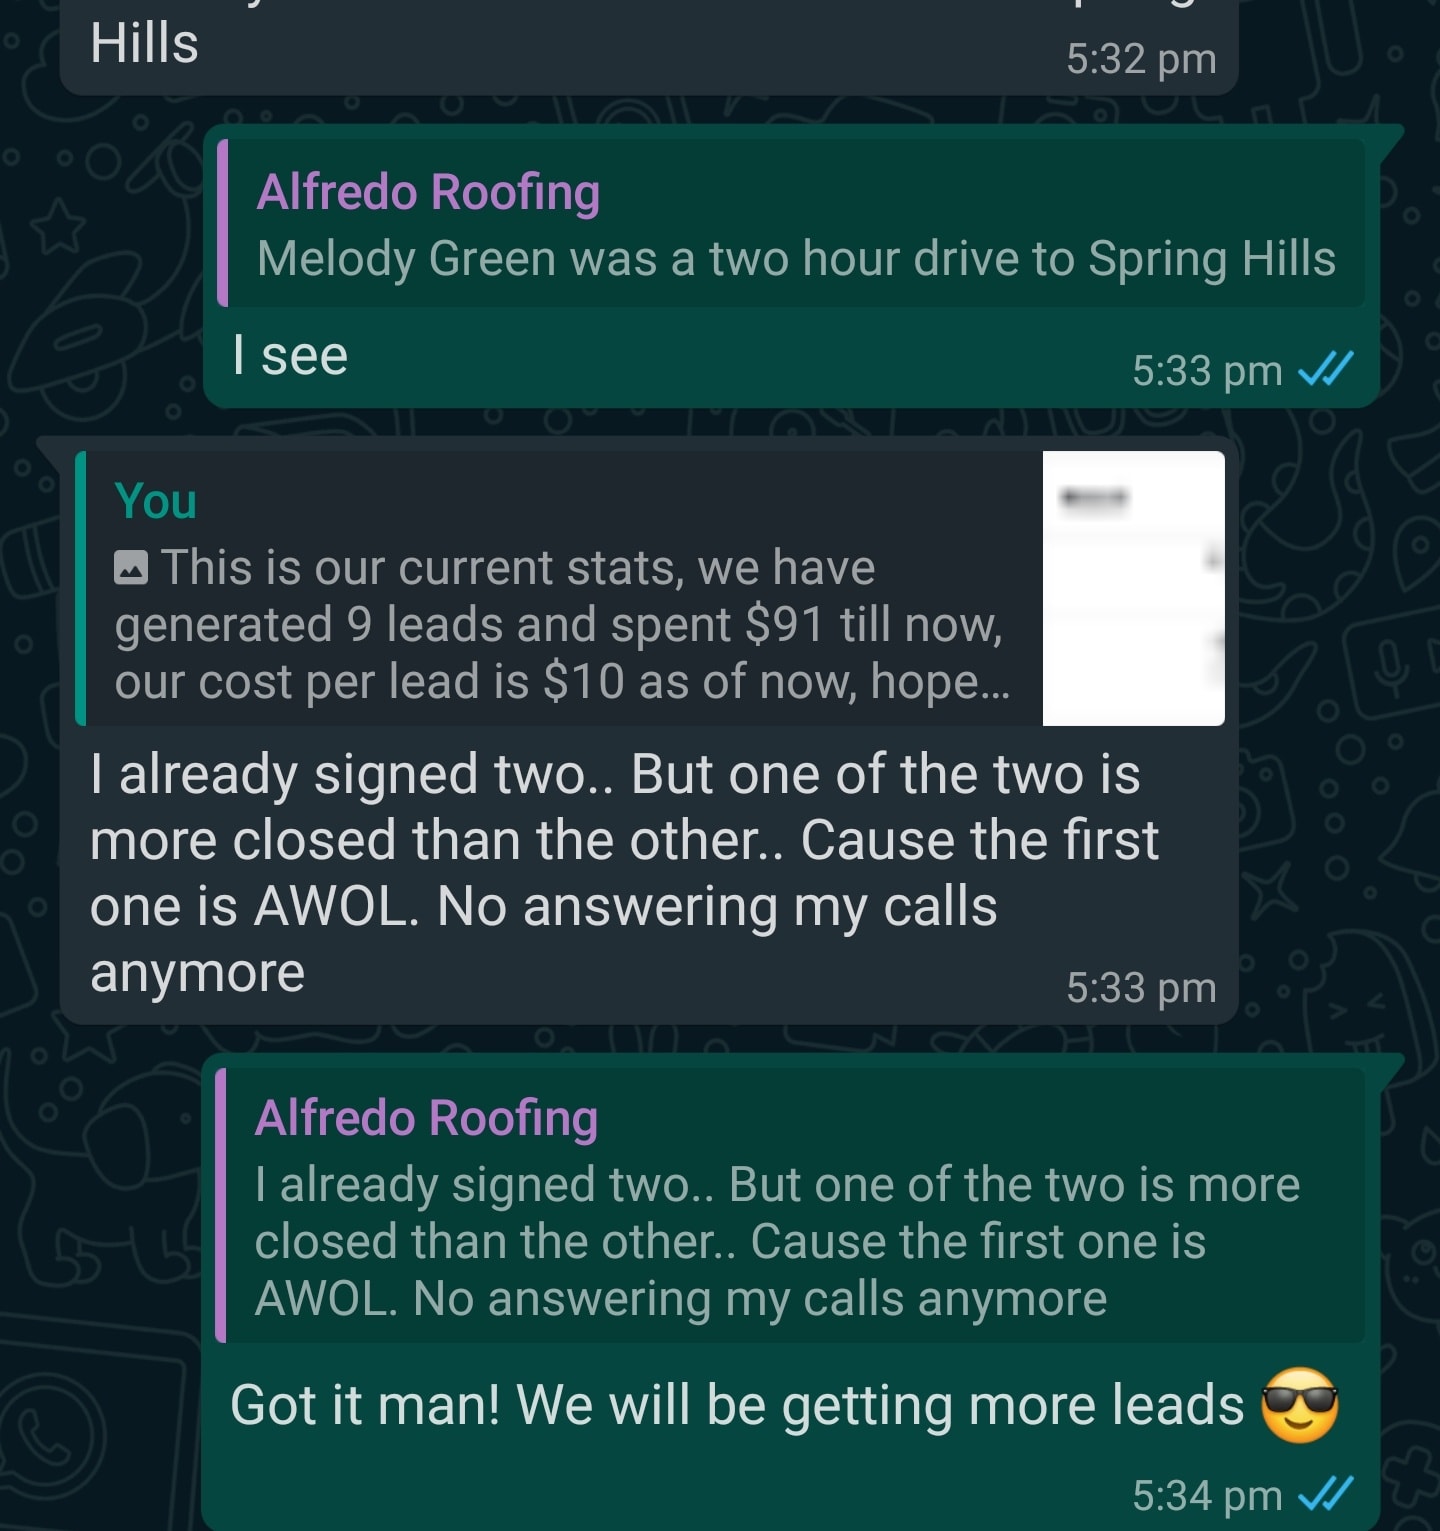 Hills
5:32 pm
Alfredo Roofing
Melody Green was a two hour drive to Spring Hills
I see
5:33 pm
You
This is our current stats, we have
generated 9 leads and spent $91 till now,
our cost per lead is $10 as of now, hope...
I already signed two.. But one of the two is
more closed than the other.. Cause the first
one is AWOL. No answering my calls
anymore
5:33 pm
Alfredo Roofing
I already signed two.. But one of the two is more
closed than the other.. Cause the first one is
AWOL. No answering my calls anymore
Got it man! We will be getting more leads 😎
5:34 pm